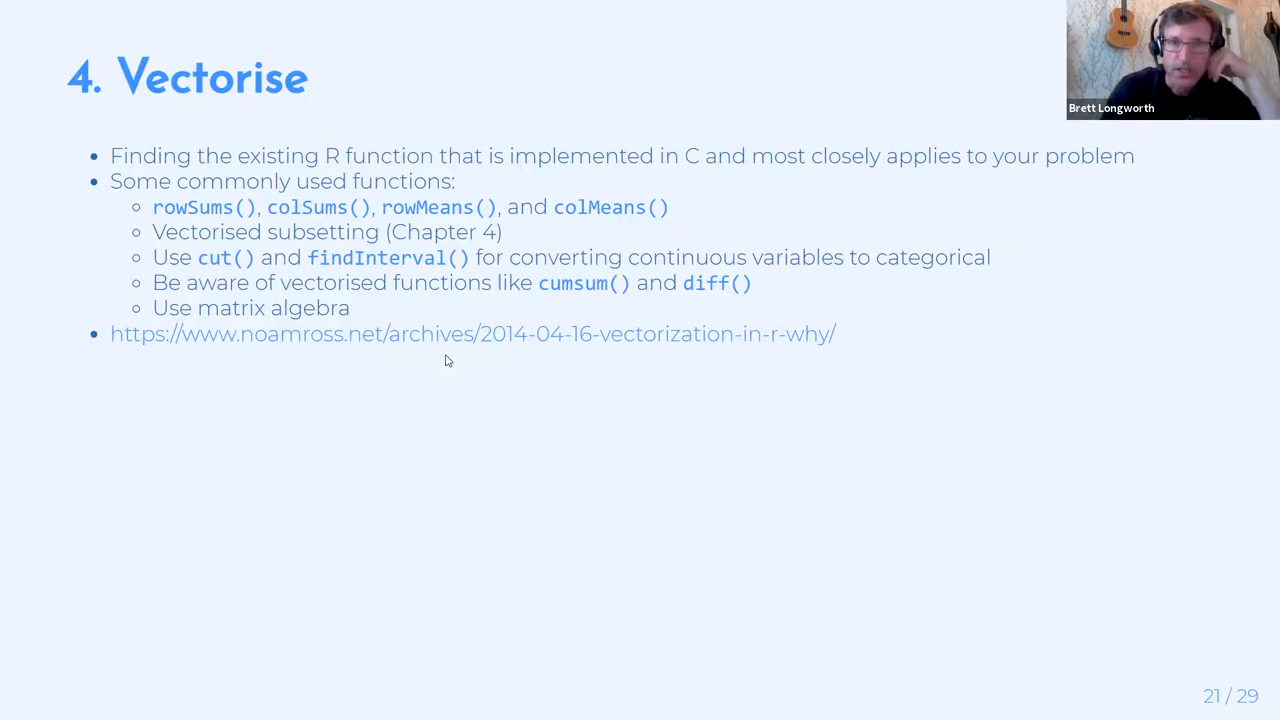 4. Vectorise
Brett Longworth
Finding the existing R function that is implemented in C and most closely applies to your problem
Some commonly used functions:
rowSums(), colSums(), rowMeans(), and colMeans()
Vectorised subsetting (Chapter 4)
Use cut() and findInterval() for converting continuous variables to categorical
Be aware of vectorised functions like cumsum() and diff()
Use matrix algebra
https://www.noamross.net/archives/2014-04-16-vectorization-in-r-why/
21 / 29